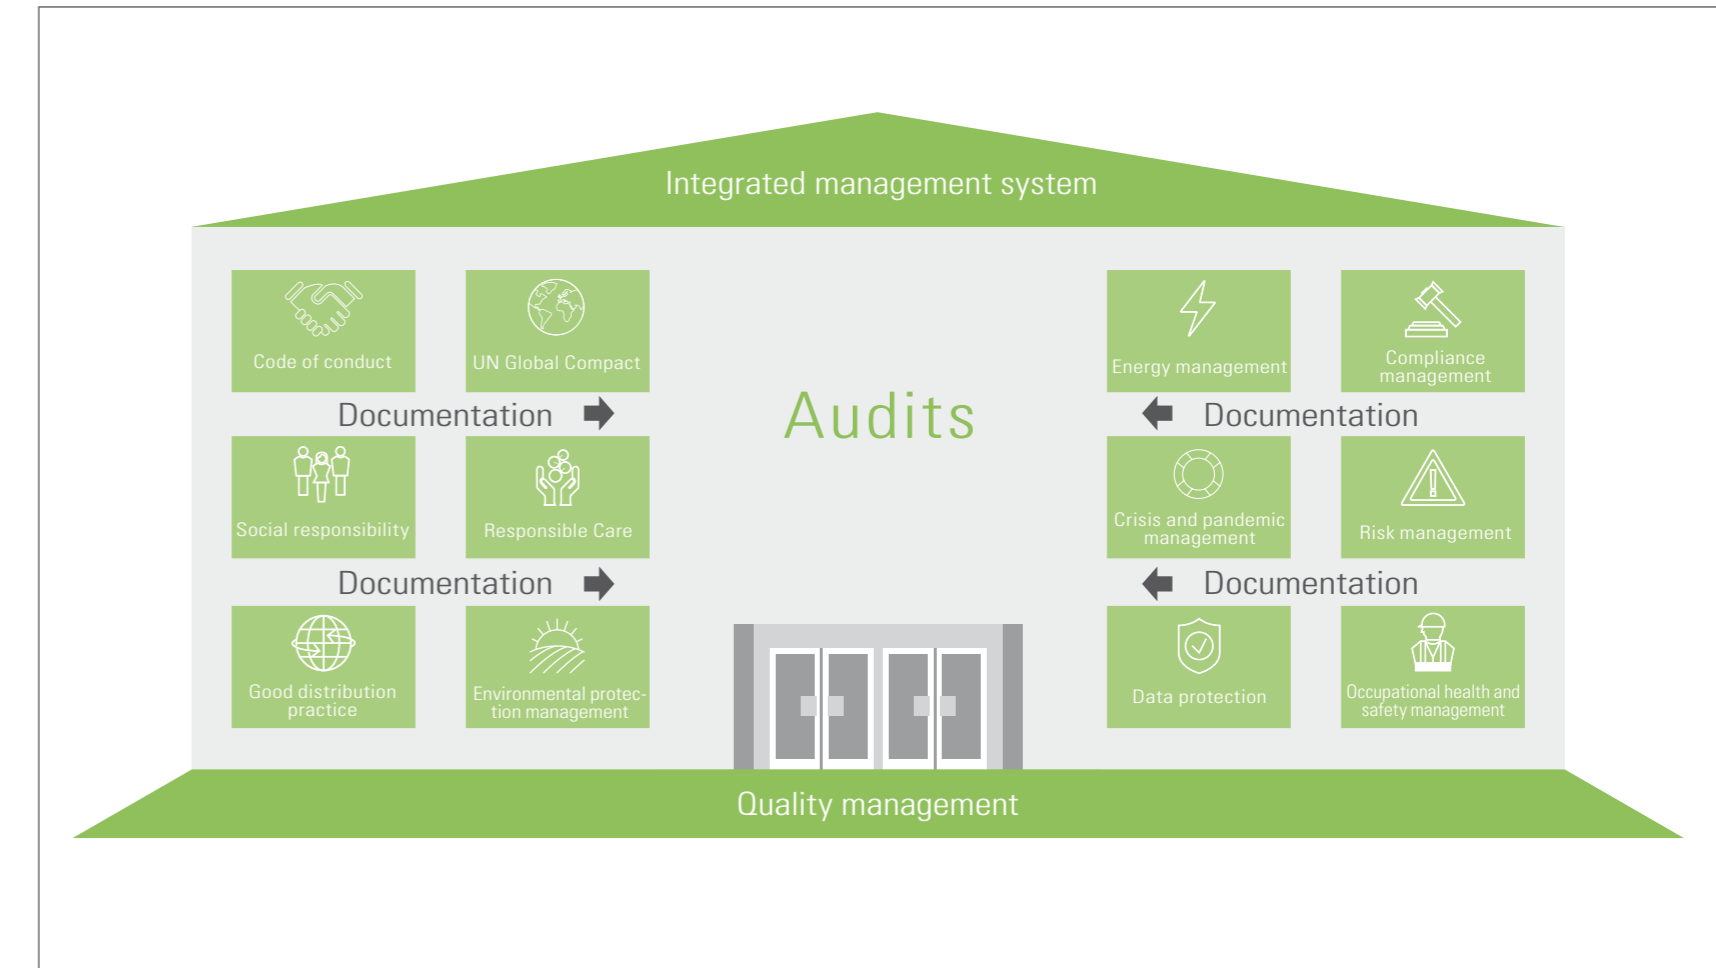 Integrated management system
Code of conduct
UN Global Compact
Energy management
Compliance
management
Documentation
Audits
Documentation
Social responsibility
Responsible Care
Crisis and pandemic
management
Risk management
Documentation
Documentation
Good distribution
practice
Environmental protec-
tion management
Data protection
Occupational health and
safety management
Quality management